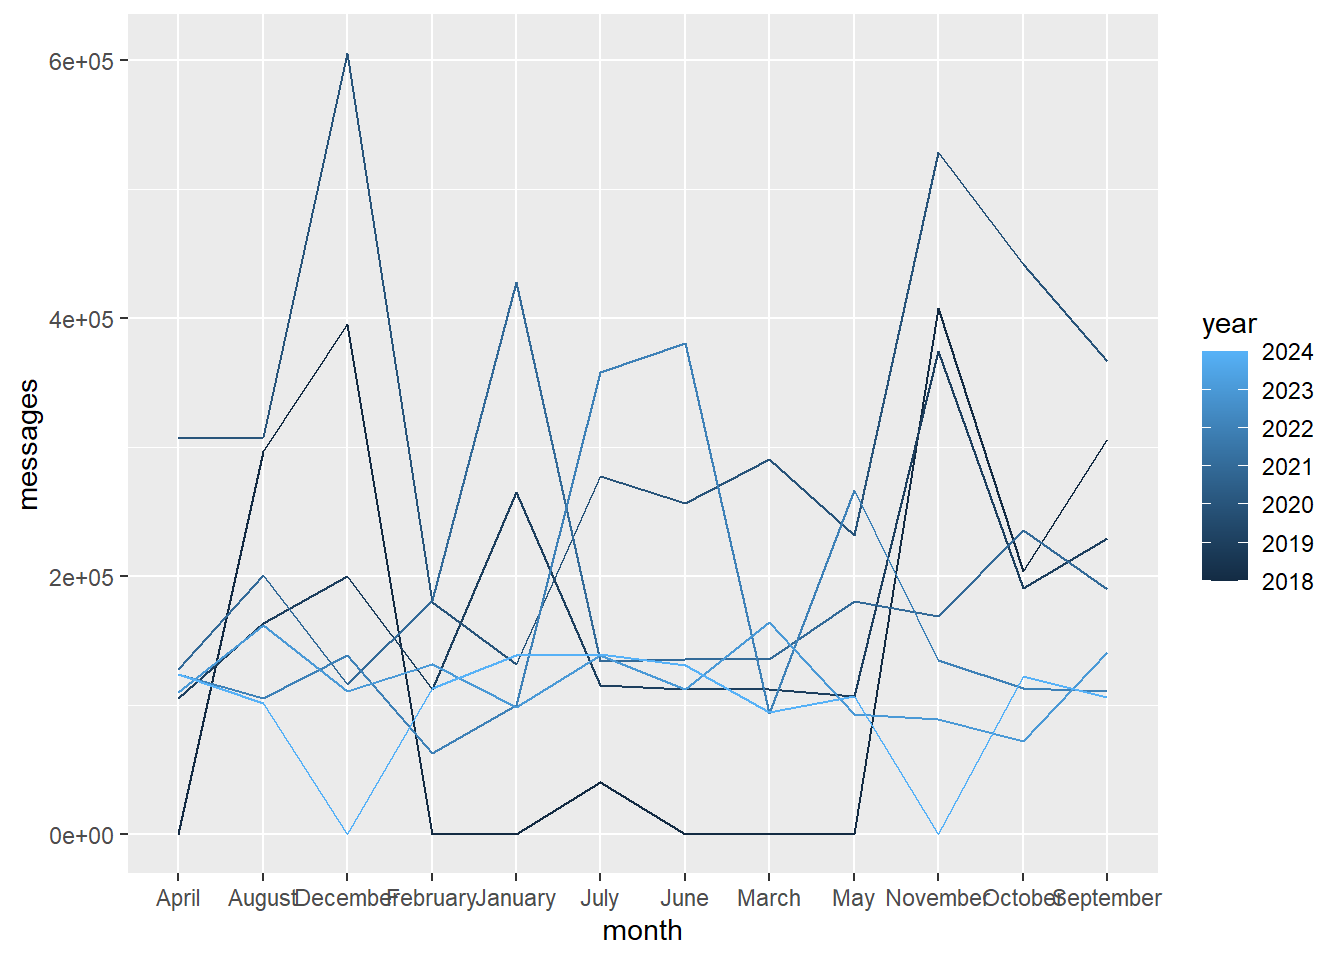 6e+05
4e+05
2e+05
0e+00
messages
April August December February January July June March May November October September
month
year
2024
2023
2022
2021
2020
2019
2018